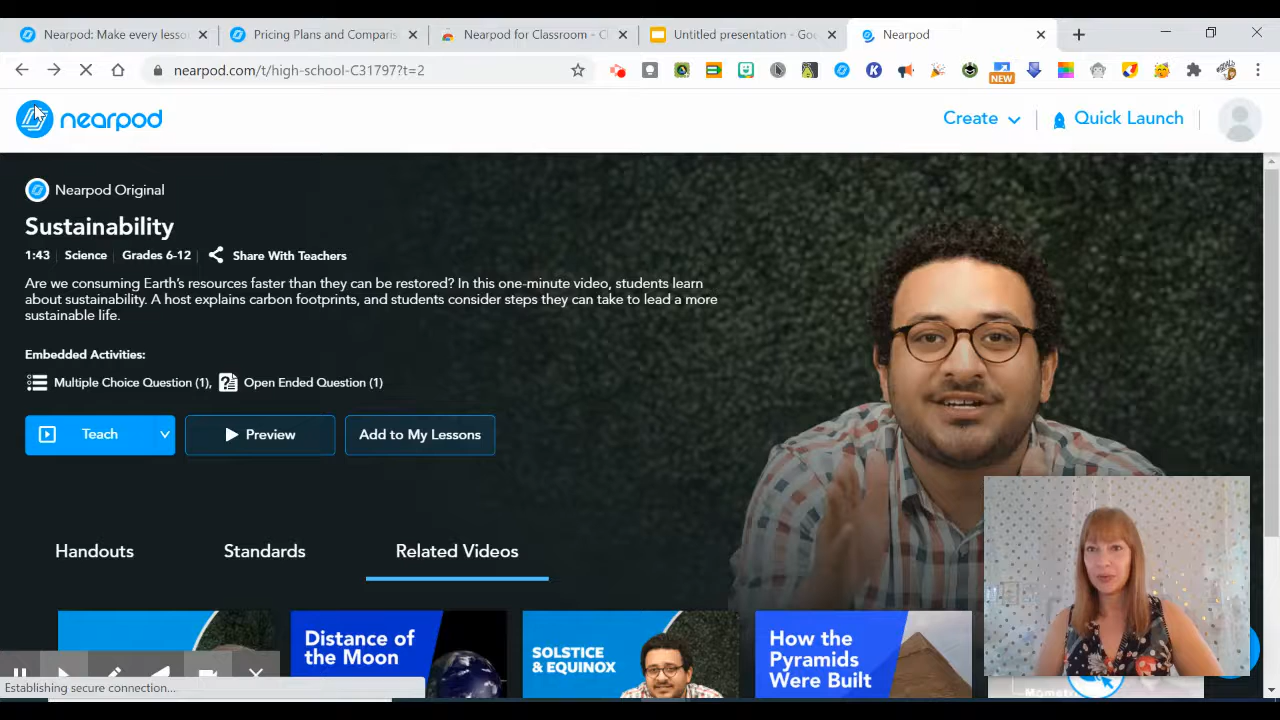 Nearpod: Make every lesso
Pricing Plans and Comparis
Nearpod for Classroom - C
Untitled presentation - Goo
Nearpod
nearpod.com/t/high-school-C31797?t=2
NEW
nearpod
Create
Quick Launch
Nearpod Original
Sustainability
1:43 Science Grades 6-12 Share With Teachers
Are we consuming Earth's resources faster than they can be restored? In this one-minute video, students learn
about sustainability. A host explains carbon footprints, and students consider steps they can take to lead a more
sustainable life.
Embedded Activities:
Multiple Choice Question (1), Open Ended Question (1)
Teach
Preview
Add to My Lessons
Handouts
Standards
Related Videos
Distance of
the Moon
SOLSTICE
& EQUINOX
How the
Pyramids
Were Built
Establishing secure connection...